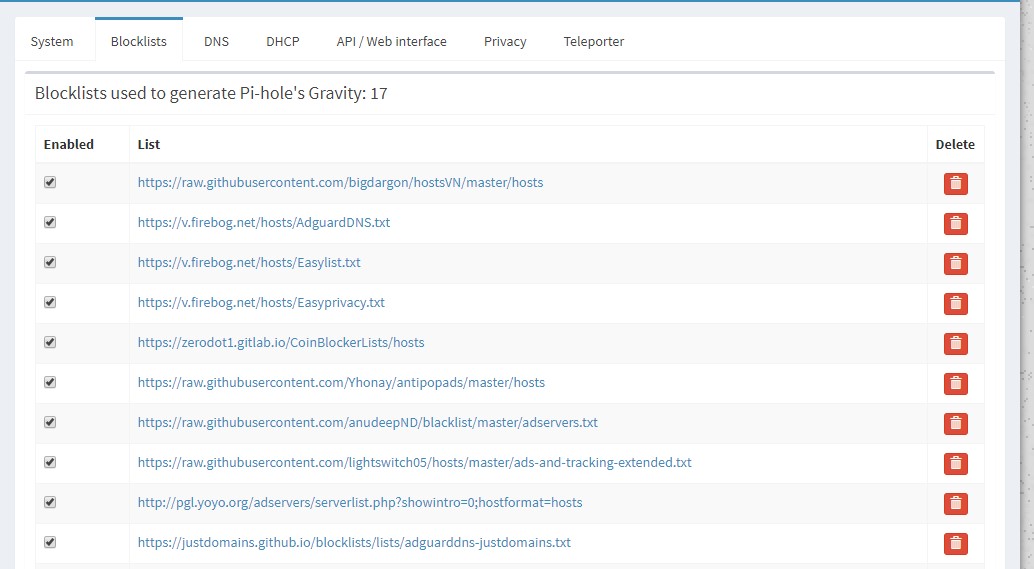 System Blocklists DNS DHCP API / Web interface Privacy Teleporter
Blocklists used to generate Pi-hole's Gravity: 17
Enabled List Delete
https://raw.githubusercontent.com/bigdargon/hostsVN/master/hosts
https://v.firebog.net/hosts/AdguardDNS.txt
https://v.firebog.net/hosts/Easylist.txt
https://v.firebog.net/hosts/Easyprivacy.txt
https://zerodot1.gitlab.io/CoinBlockerLists/hosts
https://raw.githubusercontent.com/Yhonay/antipopads/master/hosts
https://raw.githubusercontent.com/anudeepND/blacklist/master/adservers.txt
https://raw.githubusercontent.com/lightswitch05/hosts/master/ads-and-tracking-extended.txt
http://pgl.yoyo.org/adservers/serverlist.php?showintro=0;hostformat=hosts
https://justdomains.github.io/blocklists/lists/adguarddns-justdomains.txt